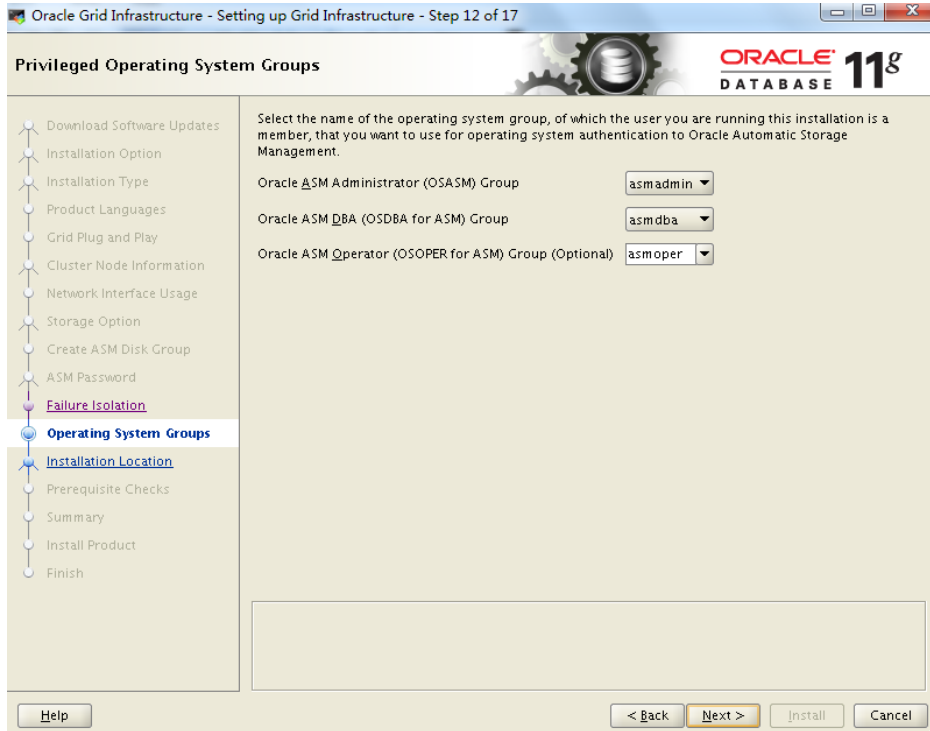 Oracle Grid Infrastructure - Setting up Grid Infrastructure - Step 12 of 17
Privileged Operating System Groups
ORACLE
DATABASE
11g
Download Software Updates
Installation Option
Installation Type
Product Languages
Grid Plug and Play
Cluster Node Information
Network Interface Usage
Storage Option
Create ASM Disk Group
ASM Password
Failure Isolation
Operating System Groups
Installation Location
Prerequisite Checks
Summary
Install Product
Finish
Select the name of the operating system group, of which the user you are running this installation is a
member, that you want to use for operating system authentication to Oracle Automatic Storage
Management.
Oracle ASM Administrator (OSASM) Group asmadmin
Oracle ASM DBA (OSDBA for ASM) Group asmdba
Oracle ASM Operator (OSOPER for ASM) Group (Optional) asmoper
Help < Back Next > Install Cancel